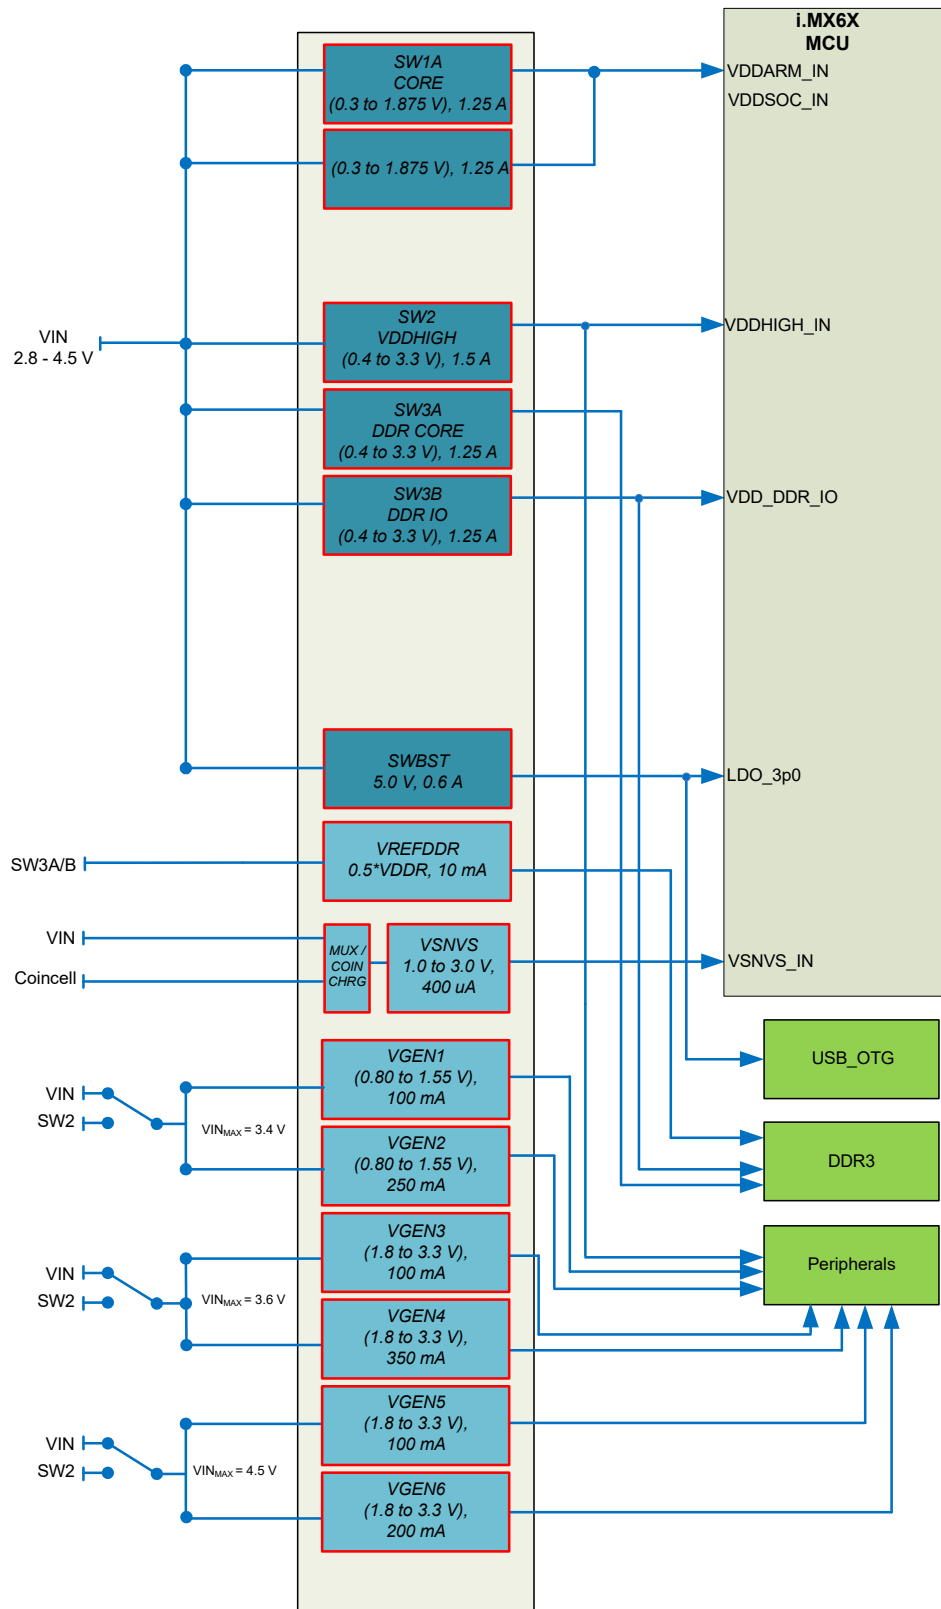 i.MX6X
MCU
SW1A
CORE
(0.3 to 1.875 V), 1.25 A
VDDARM_IN
VDDSOC_IN
(0.3 to 1.875 V), 1.25 A
VIN
2.8 - 4.5 V
SW2
VDDHIGH
(0.4 to 3.3 V), 1.5 A
VDDHIGH_IN
SW3A
DDR CORE
(0.4 to 3.3 V), 1.25 A
SW3B
DDR IO
(0.4 to 3.3 V), 1.25 A
VDD_DDR_IO
SWBST
5.0 V, 0.6 A
LDO_3p0
SW3A/B
VREFDDR
0.5*VDDR, 10 mA
VIN
Coincell
MUX /
COIN
CHRG
VSNVS
1.0 to 3.0 V,
400 uA
VSNVS_IN
USB_OTG
VIN
SW2
VINMAX = 3.4 V
VGEN1
(0.80 to 1.55 V),
100 mA
VGEN2
(0.80 to 1.55 V),
250 mA
DDR3
VIN
SW2
VINMAX = 3.6 V
VGEN3
(1.8 to 3.3 V),
100 mA
VGEN4
(1.8 to 3.3 V),
350 mA
Peripherals
VIN
SW2
VINMAX = 4.5 V
VGEN5
(1.8 to 3.3 V),
100 mA
VGEN6
(1.8 to 3.3 V),
200 mA